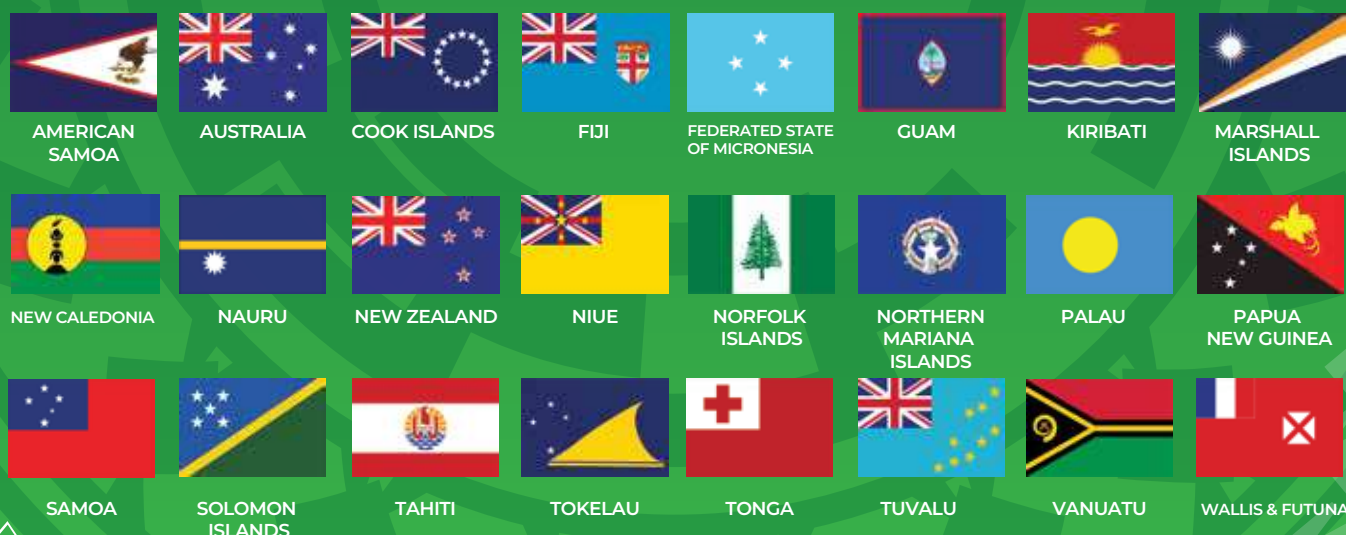 AMERICAN
SAMOA
AUSTRALIA
COOK ISLANDS
FIJI
FEDERATED STATE
OF MICRONESIA
GUAM
KIRIBATI
MARSHALL
ISLANDS
NEW CALEDONIA
NAURU
NEW ZEALAND
NIUE
NORFOLK
ISLANDS
NORTHERN
MARIANA
ISLANDS
PALAU
PAPUA
NEW GUINEA
SAMOA
SOLOMON
ISLANDS
TAHITI
TOKELAU
TONGA
TUVALU
VANUATU
WALLIS & FUTUNA